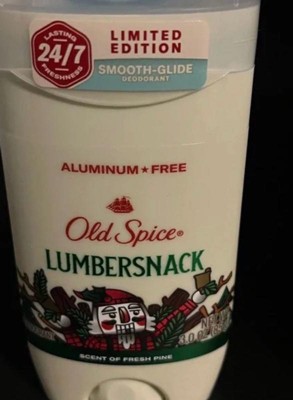 LASTING
24/7
FRESHNESS
LIMITED
EDITION
SMOOTH-GLIDE
DEODORANT
ALUMINUM★FREE
Old Spice®
LUMBERSNACK
SCENT OF FRESH PINE